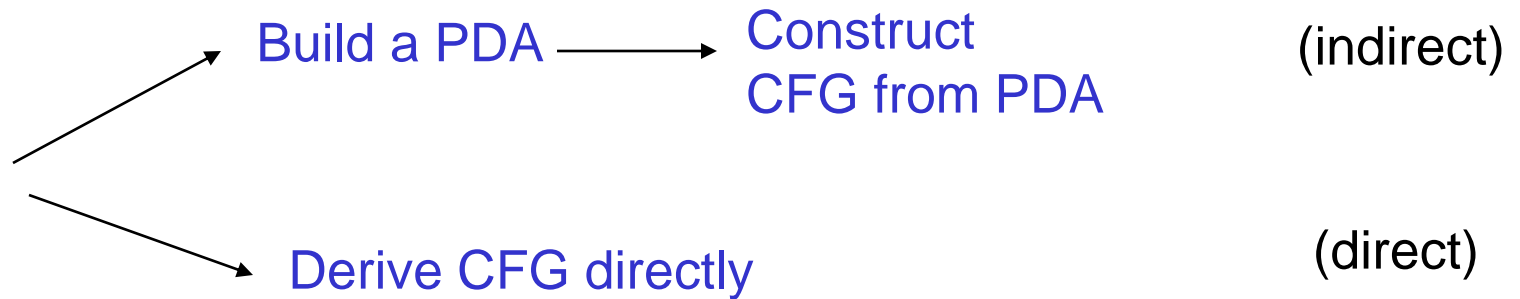 Build a PDA
Construct
CFG from PDA
(indirect)
Derive CFG directly
(direct)